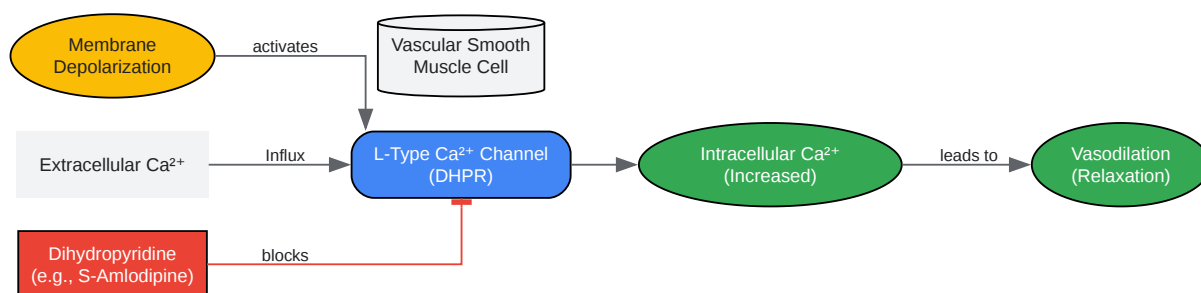 Membrane
Depolarization
activates
Vascular Smooth
Muscle Cell
Extracellular Ca²⁺
Influx
L-Type Ca²⁺ Channel
(DHPR)
Intracellular Ca²⁺
(Increased)
leads to
Vasodilation
(Relaxation)
Dihydropyridine
(e.g., S-Amlodipine)
blocks